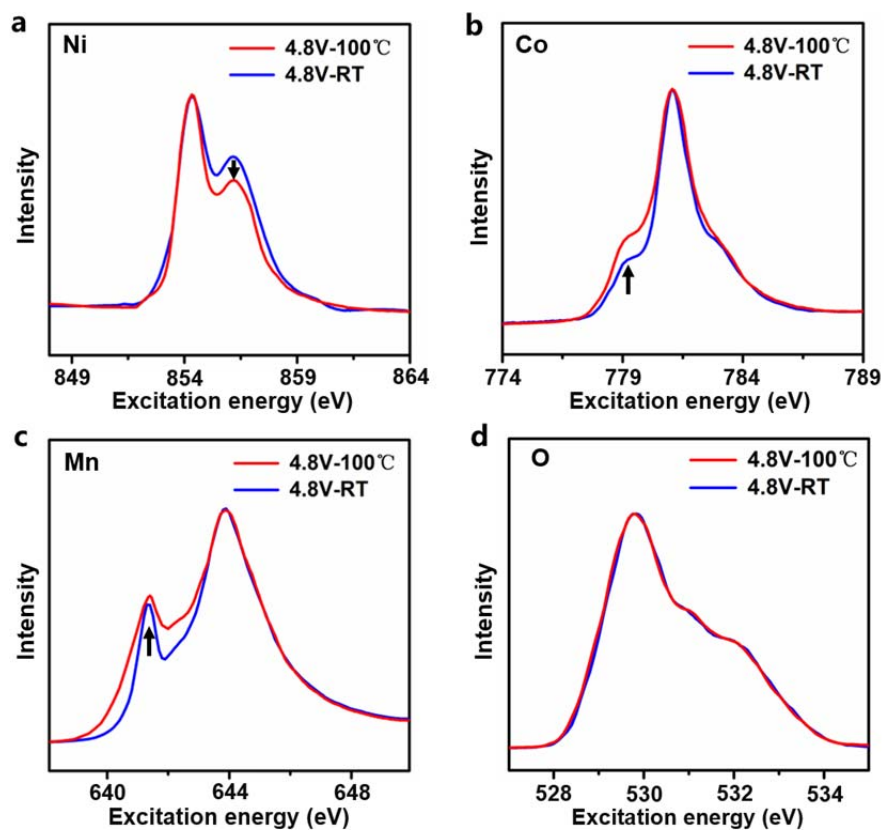 a
Ni
4.8V-100℃
4.8V-RT
Intensity
849 854 859 864
Excitation energy (eV)
b
Co
4.8V-100℃
4.8V-RT
Intensity
774 779 784 789
Excitation energy (eV)
c
Mn
4.8V-100℃
4.8V-RT
Intensity
640 644 648
Excitation energy (eV)
d
O
4.8V-100℃
4.8V-RT
Intensity
528 530 532 534
Excitation energy (eV)